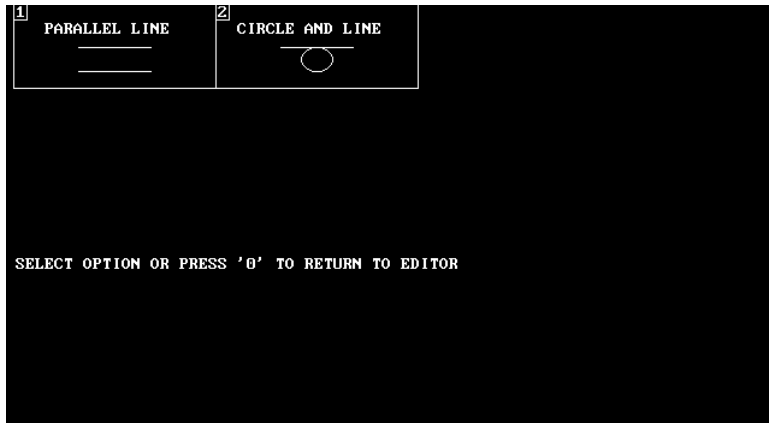 1
PARALLEL LINE
2
CIRCLE AND LINE
SELECT OPTION OR PRESS '0' TO RETURN TO EDITOR